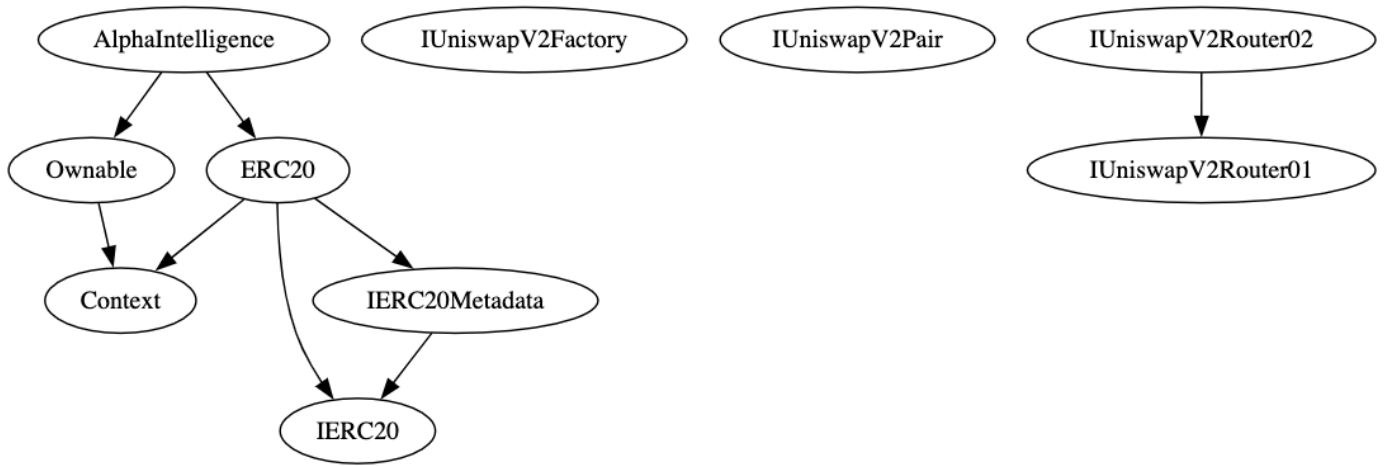 AlphaIntelligence
IUniswapV2Factory
IUniswapV2Pair
IUniswapV2Router02
Ownable
ERC20
IUniswapV2Router01
Context
IERC20Metadata
IERC20